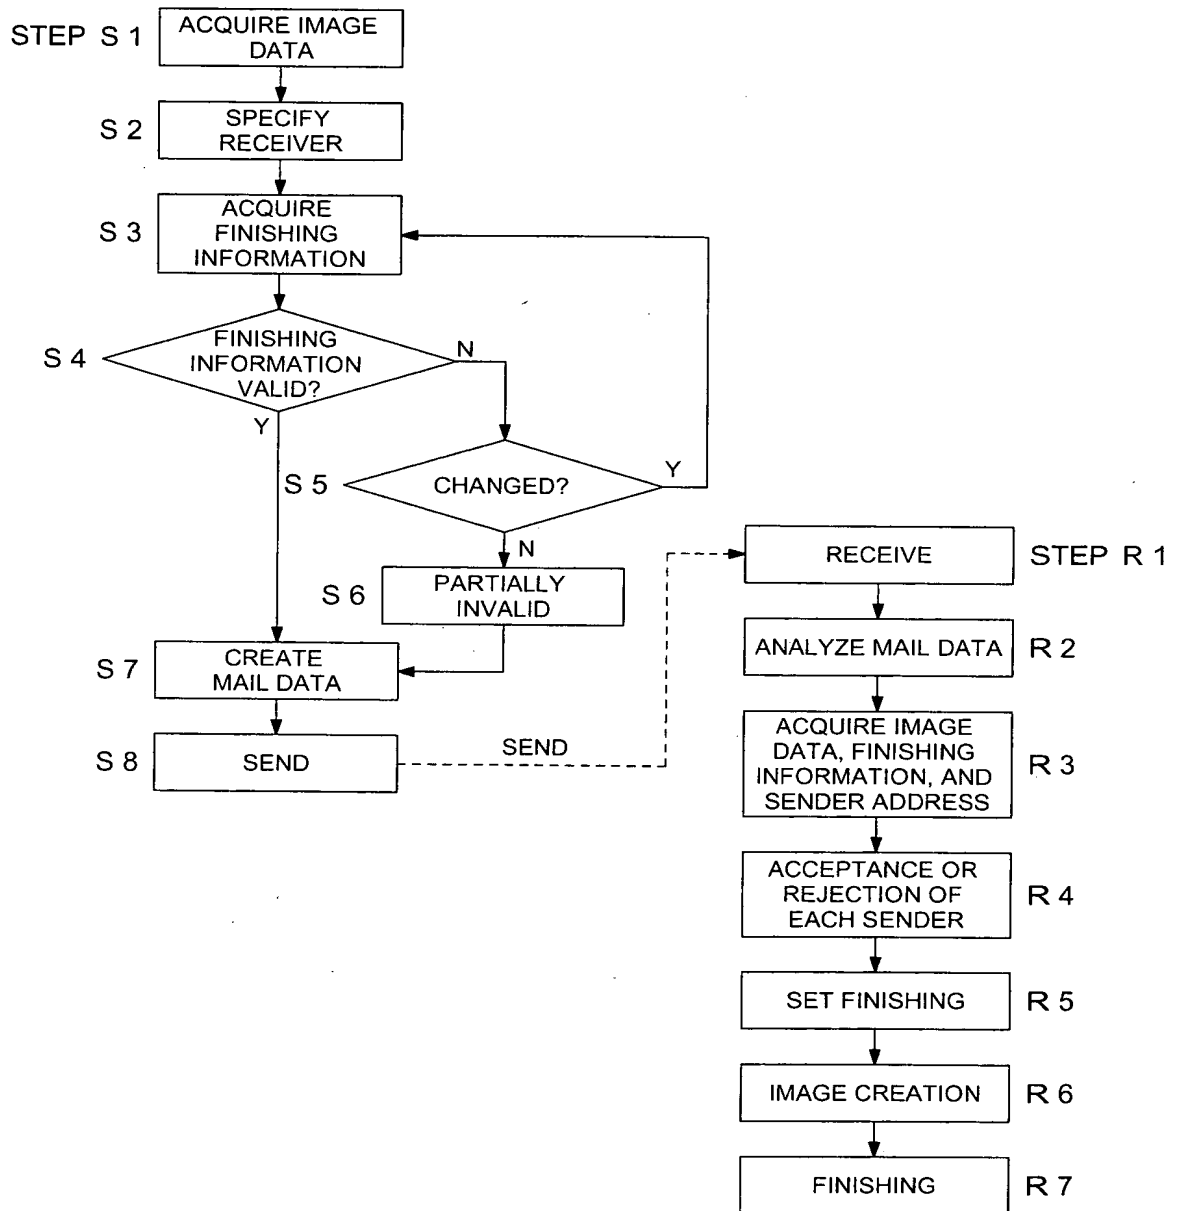 STEP S 1
ACQUIRE IMAGE
DATA
S 2
SPECIFY
RECEIVER
S 3
ACQUIRE
FINISHING
INFORMATION
S 4
FINISHING
INFORMATION
VALID?
N
Y
S 5
CHANGED?
Y
N
S 6
PARTIALLY
INVALID
S 7
CREATE
MAIL DATA
S 8
SEND
SEND
RECEIVE
STEP R 1
ANALYZE MAIL DATA
R 2
ACQUIRE IMAGE
DATA, FINISHING
INFORMATION, AND
SENDER ADDRESS
R 3
ACCEPTANCE OR
REJECTION OF
EACH SENDER
R 4
SET FINISHING
R 5
IMAGE CREATION
R 6
FINISHING
R 7